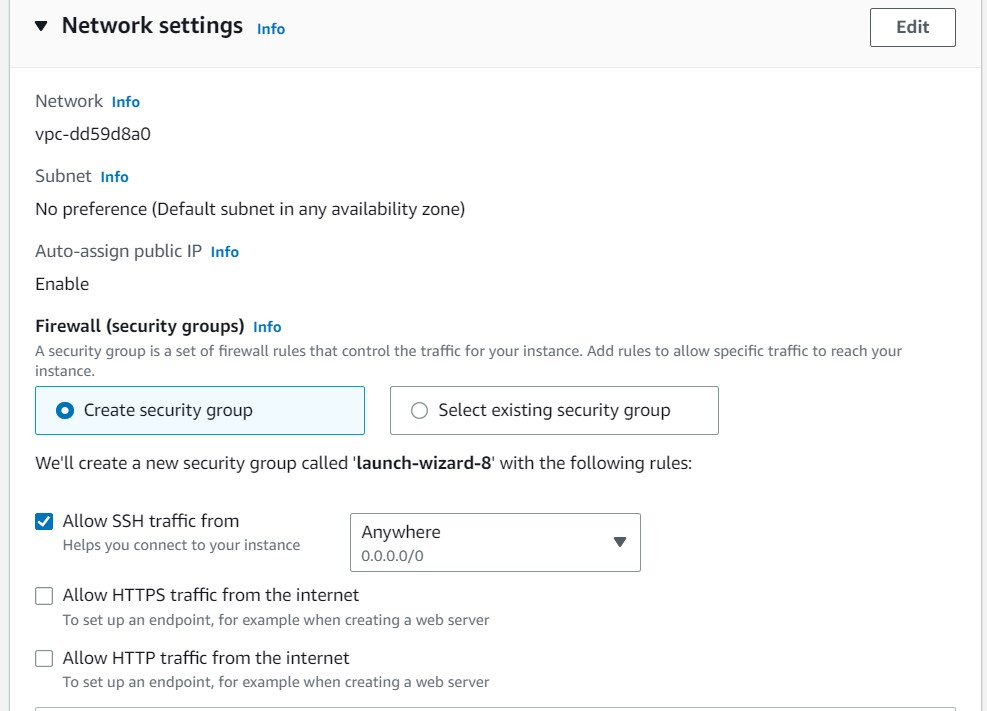 Network settings Info
Edit
Network Info
vpc-dd59d8a0
Subnet Info
No preference (Default subnet in any availability zone)
Auto-assign public IP Info
Enable
Firewall (security groups) Info
A security group is a set of firewall rules that control the traffic for your instance. Add rules to allow specific traffic to reach your
instance.
Create security group
Select existing security group
We'll create a new security group called 'launch-wizard-8' with the following rules:
Allow SSH traffic from
Helps you connect to your instance
Anywhere
0.0.0.0/0
Allow HTTPS traffic from the internet
To set up an endpoint, for example when creating a web server
Allow HTTP traffic from the internet
To set up an endpoint, for example when creating a web server